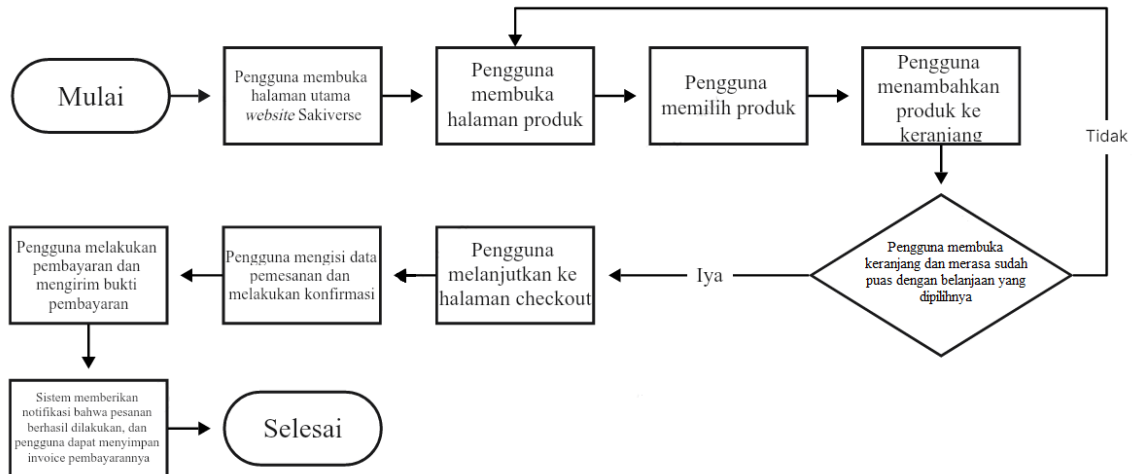 Mulai
Pengguna membuka
halaman utama
website Sakiverse
Pengguna
membuka
halaman produk
Pengguna
memilih produk
Pengguna
menambahkan
produk ke
keranjang
Tidak
Pengguna membuka
keranjang dan merasa sudah
puas dengan belanjaan yang
dipilihnya
Iya
Pengguna
melanjutkan ke
halaman checkout
Pengguna mengisi data
pemesanan dan
melakukan konfirmasi
Pengguna melakukan
pembayaran dan
mengirim bukti
pembayaran
Sistem memberikan
notifikasi bahwa pesanan
berhasil dilakukan, dan
pengguna dapat menyimpan
invoice pembayarannya
Selesai